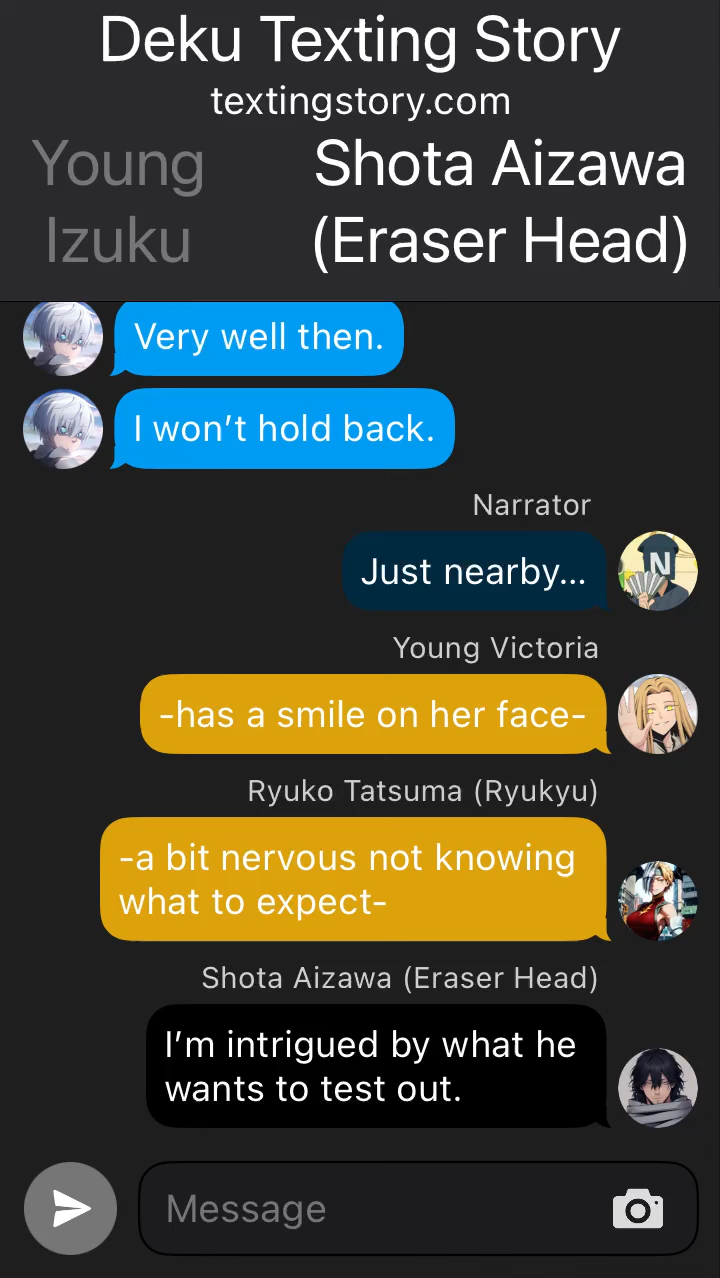 Deku Texting Story
textingstory.com
Young
Izuku
Shota Aizawa
(Eraser Head)
Very well then.
I won’t hold back.
Narrator
Just nearby...
N
Young Victoria
-has a smile on her face-
Ryuko Tatsuma (Ryukyu)
-a bit nervous not knowing
what to expect-
Shota Aizawa (Eraser Head)
I’m intrigued by what he
wants to test out.
Message